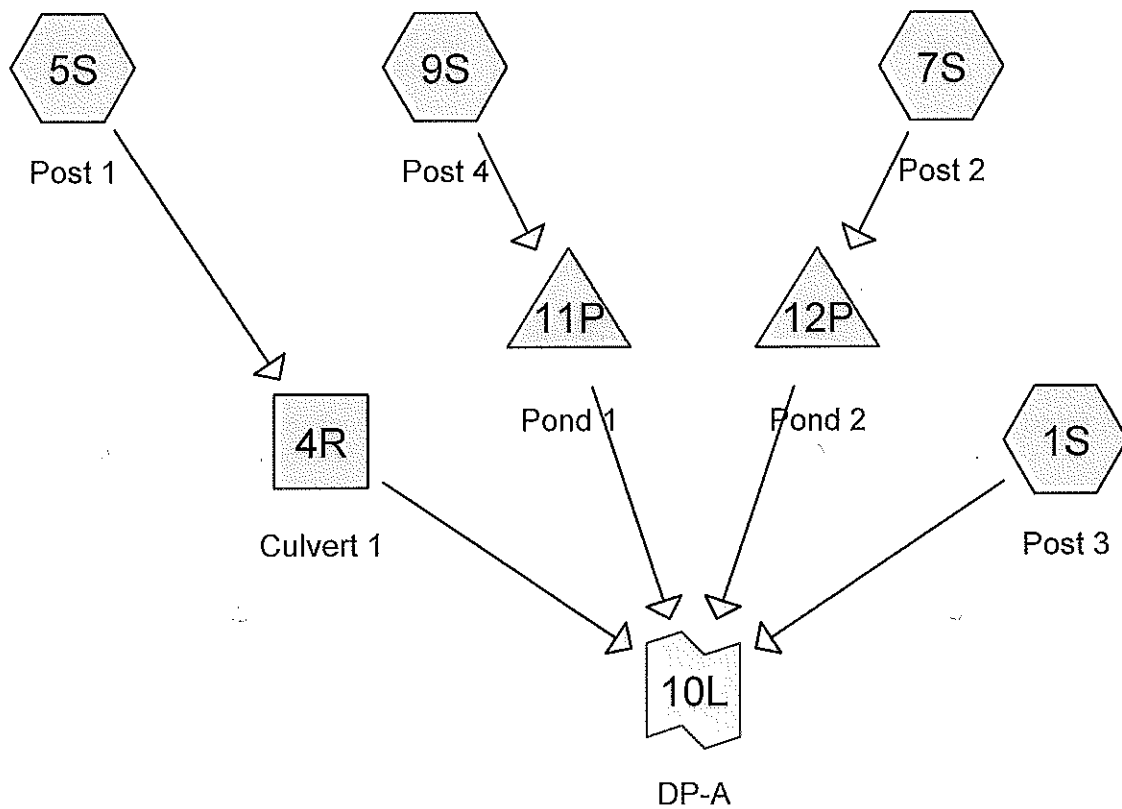 5S
9S
7S
Post 1
Post 4
Post 2
11P
12P
Pond 1
Pond 2
4R
1S
Culvert 1
Post 3
10L
DP-A